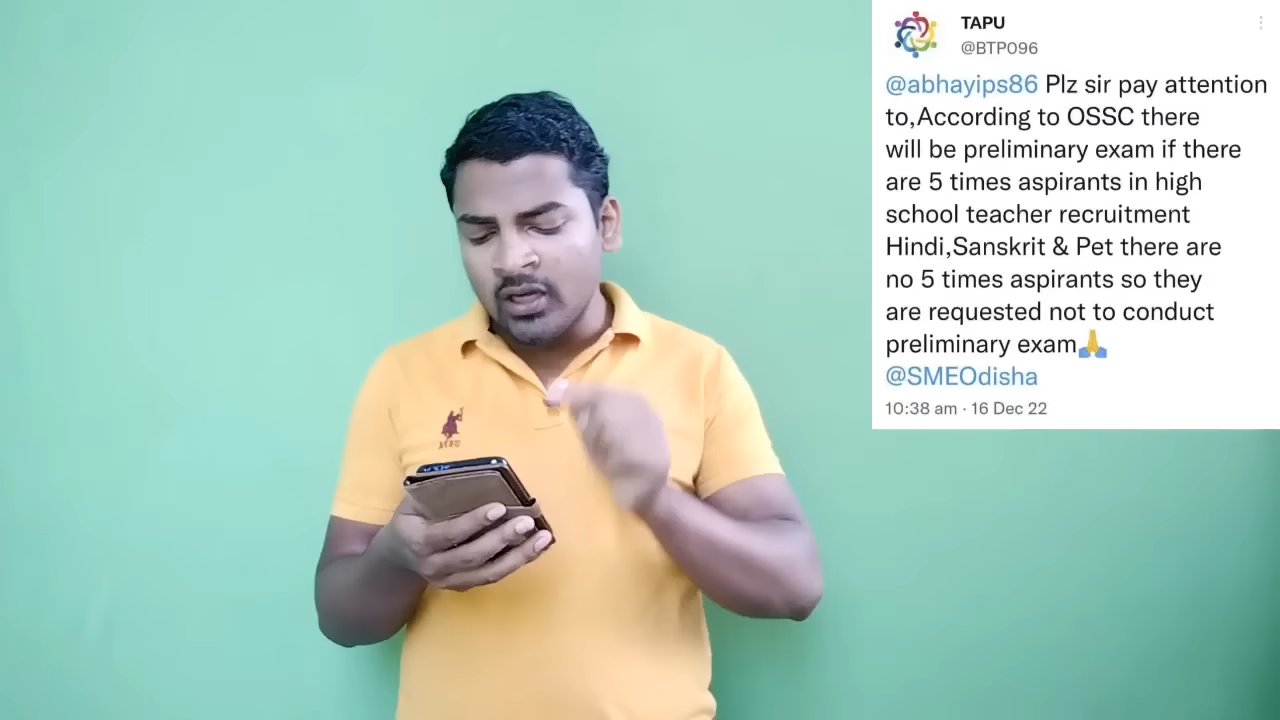 TAPU
@BTP096
@abhayips86 Plz sir pay attention
to,According to OSSC there
will be preliminary exam if there
are 5 times aspirants in high
school teacher recruitment
Hindi,Sanskrit & Pet there are
no 5 times aspirants so they
are requested not to conduct
preliminary exam🙏
@SMEOdisha
10:38 am · 16 Dec 22